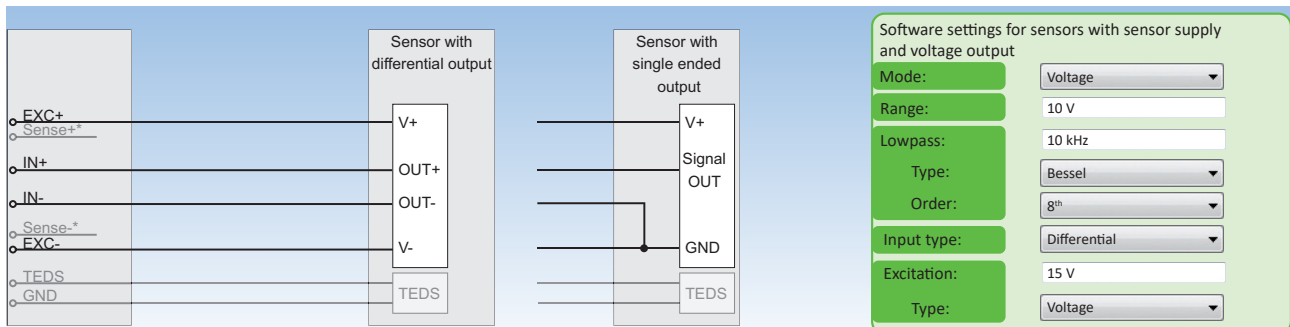 EXC+
Sense+*
IN+
IN-
Sense-*
EXC-
TEDS
GND
Sensor with
differential output
V+
OUT+
OUT-
V-
TEDS
Sensor with
single ended
output
V+
Signal
OUT
GND
TEDS
Software settings for sensors with sensor supply
and voltage output
Mode: Voltage
Range: 10 V
Lowpass: 10 kHz
Type: Bessel
Order: 8th
Input type: Differential
Excitation: 15 V
Type: Voltage